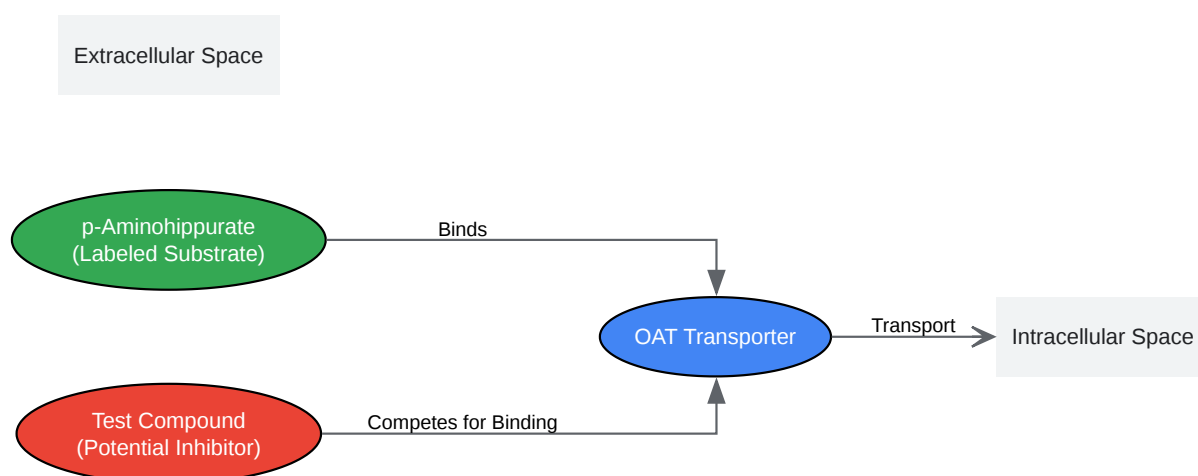 Extracellular Space
p-Aminohippurate
(Labeled Substrate)
Binds
OAT Transporter
Transport
Intracellular Space
Test Compound
(Potential Inhibitor)
Competes for Binding